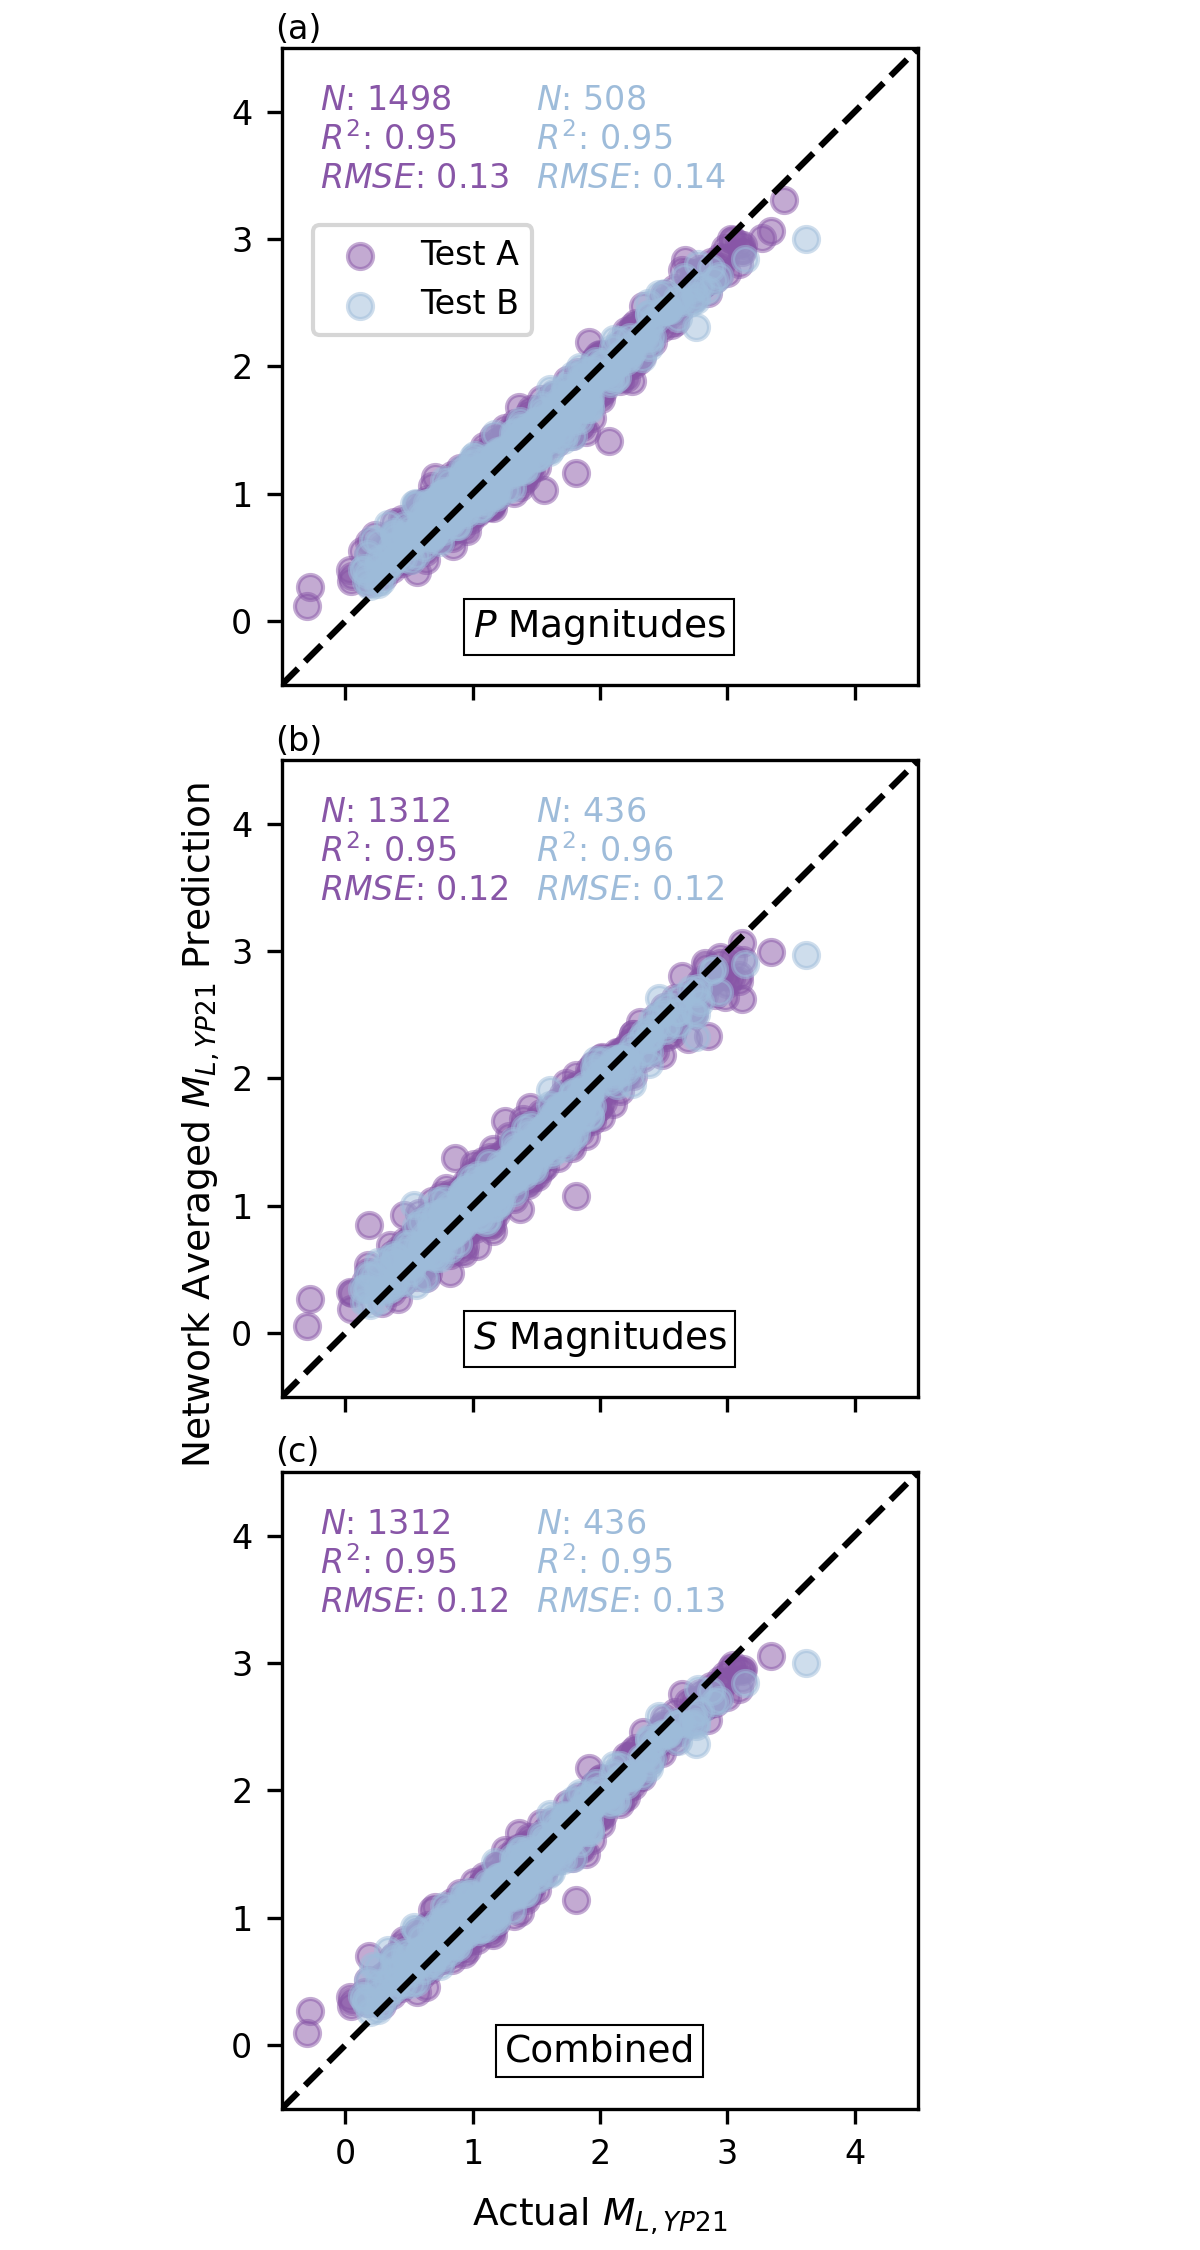 (a)
N: 1498 N: 508
R²: 0.95 R²: 0.95
RMSE: 0.13 RMSE: 0.14
Test A
Test B
4
3
2
1
0
P Magnitudes
(b)
N: 1312 N: 436
R²: 0.95 R²: 0.96
RMSE: 0.12 RMSE: 0.12
4
3
2
1
0
S Magnitudes
Network Averaged M_{L, YP21} Prediction
(c)
N: 1312 N: 436
R²: 0.95 R²: 0.95
RMSE: 0.12 RMSE: 0.13
4
3
2
1
0
Combined
0 1 2 3 4
Actual M_{L, YP21}